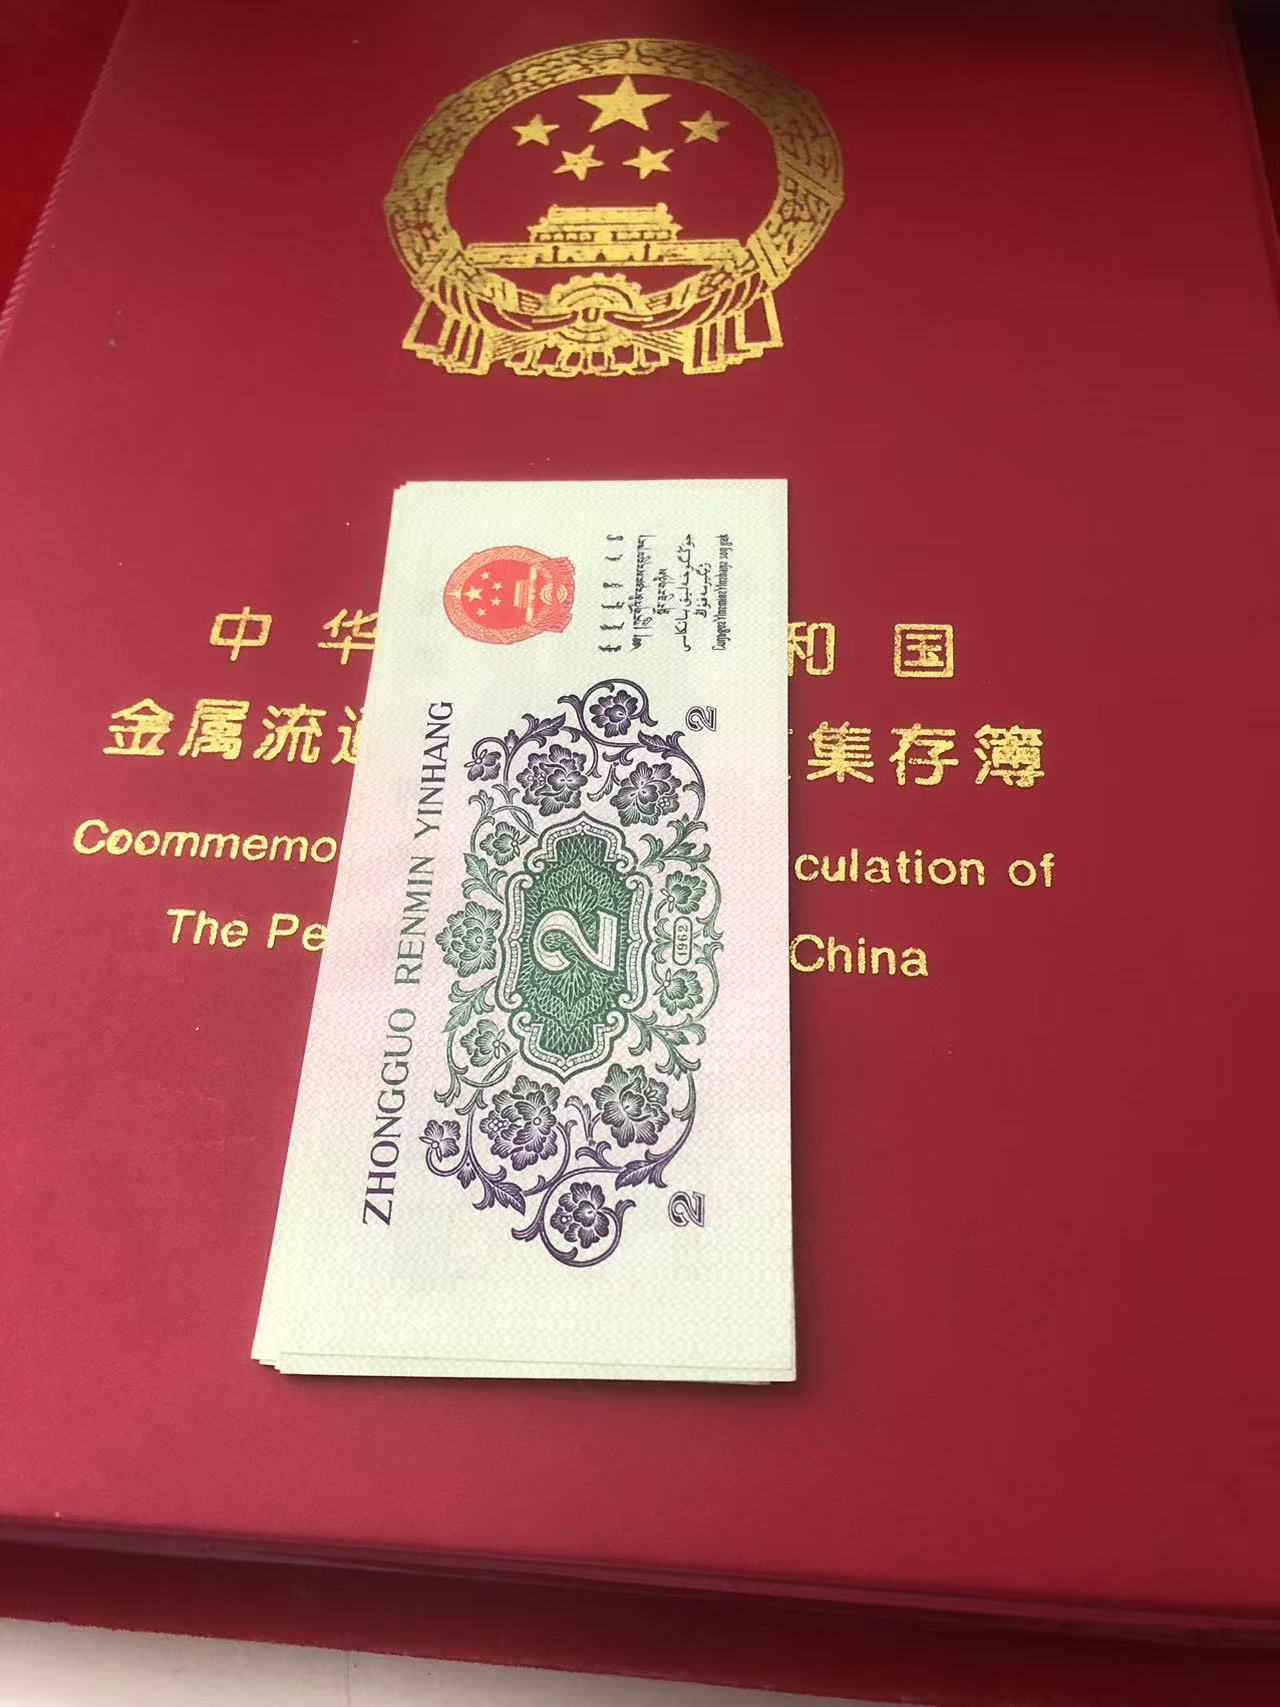 中 华
和 国
金属流通
集存簿
Coommemo
culation of
The Pe
China
ZHONGGUO RENMIN YINHANG
2
1962
2
2